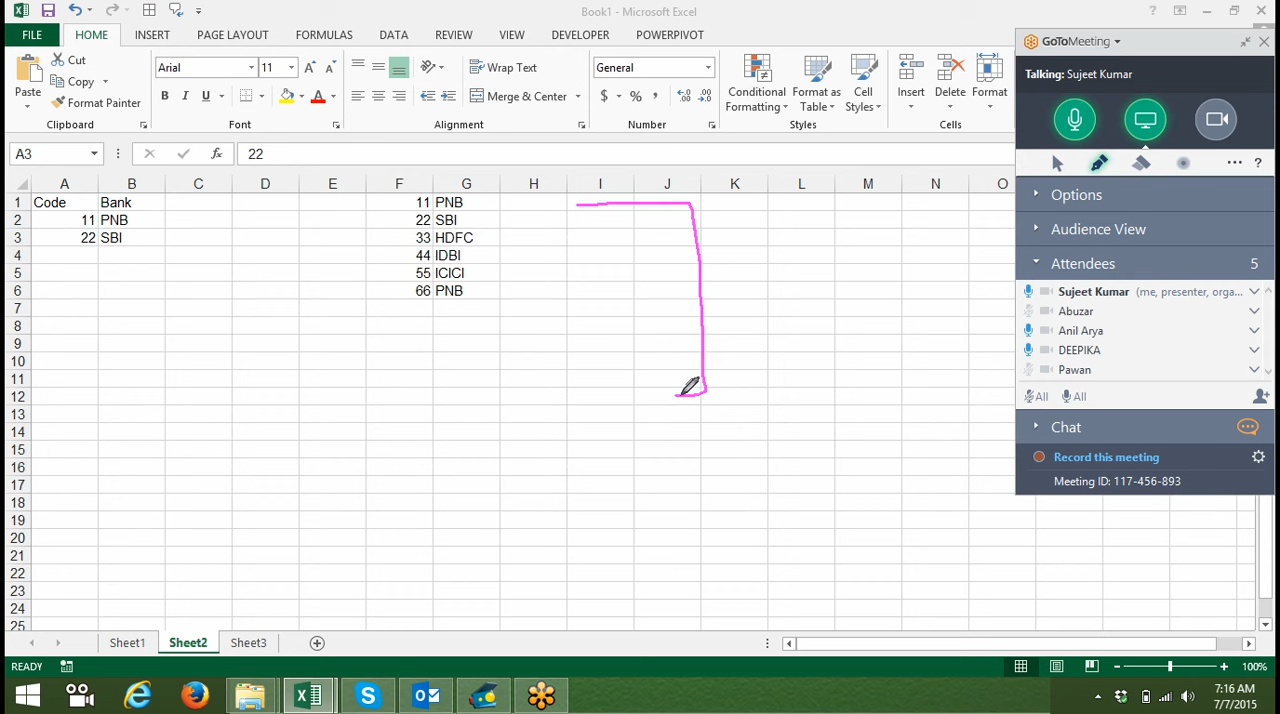 Book1 - Microsoft Excel
FILE HOME INSERT PAGE LAYOUT FORMULAS DATA REVIEW VIEW DEVELOPER POWERPIVOT
Paste
Cut
Copy
Format Painter
Clipboard
Arial 11
B I U
Font
Wrap Text
Merge & Center
Alignment
General
$ % ,
Number
Conditional Formatting
Format as Table
Cell Styles
Styles
Insert
Delete
Format
Cells
A3 fx 22
A B C D E F G H I J K L M N O
1 Code Bank 11 PNB
2 11 PNB 22 SBI
3 22 SBI 33 HDFC
4 44 IDBI
5 55 ICICI
6 66 PNB
7
8
9
10
11
12
13
14
15
16
17
18
19
20
21
22
23
24
25
Sheet1 Sheet2 Sheet3
READY
100%
GoToMeeting
Talking: Sujeet Kumar
Options
Audience View
Attendees 5
Sujeet Kumar (me, presenter, orga...
Abuzar
Anil Arya
DEEPIKA
Pawan
All All
Chat
Record this meeting
Meeting ID: 117-456-893
7:16 AM
7/7/2015